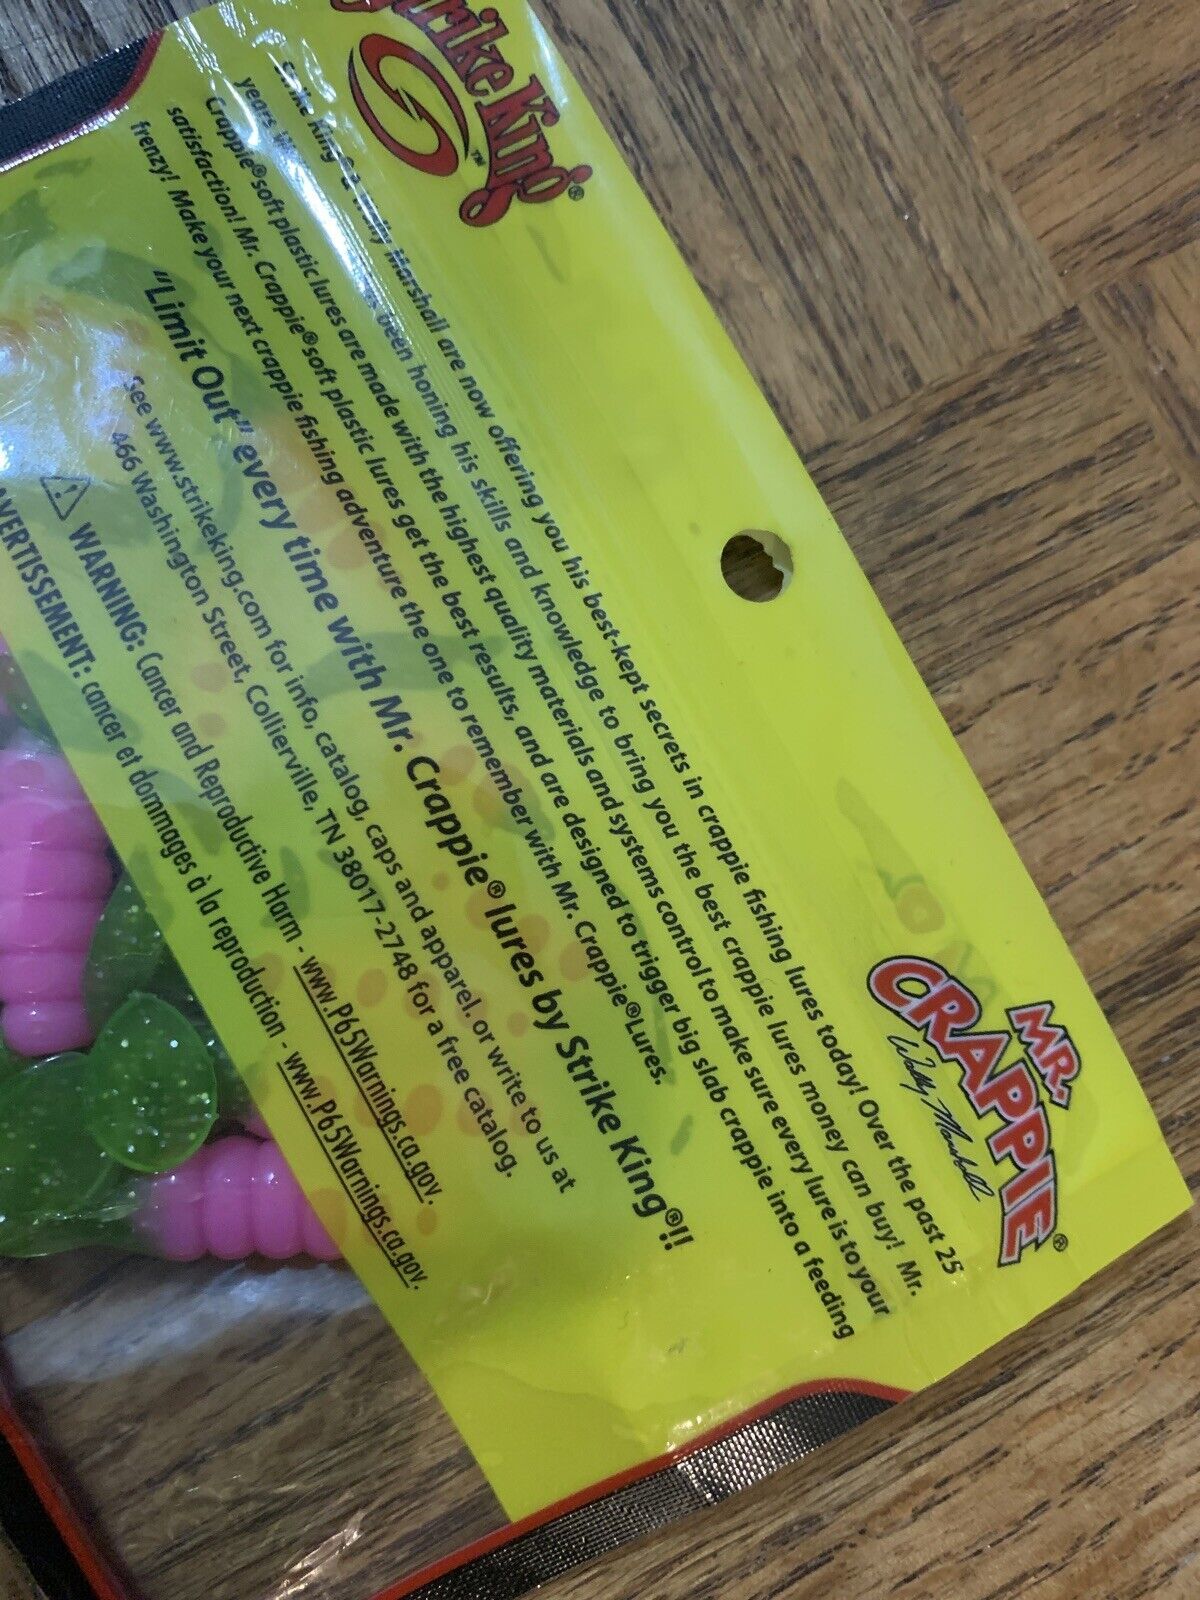 Strike King®
™
MR.
CRAPPIE®
Wally Marshall
Strike King & Wally Marshall are now offering you his best-kept secrets in crappie fishing lures today! Over the past 25
years been honing his skills and knowledge to bring you the best crappie lures money can buy! Mr.
Crappie® soft plastic lures are made with the highest quality materials and systems control to make sure every lure is to your
satisfaction! Mr. Crappie® soft plastic lures get the best results, and are designed to trigger big slab crappie into a feeding
frenzy! Make your next crappie fishing adventure the one to remember with Mr. Crappie® Lures.
"Limit Out" every time with Mr. Crappie® lures by Strike King®!!
See www.strikeking.com for info, catalog, caps and apparel, or write to us at
466 Washington Street, Collierville, TN 38017-2748 for a free catalog.
WARNING: Cancer and Reproductive Harm - www.P65Warnings.ca.gov.
AVERTISSEMENT: cancer et dommages à la reproduction - www.P65Warnings.ca.gov.